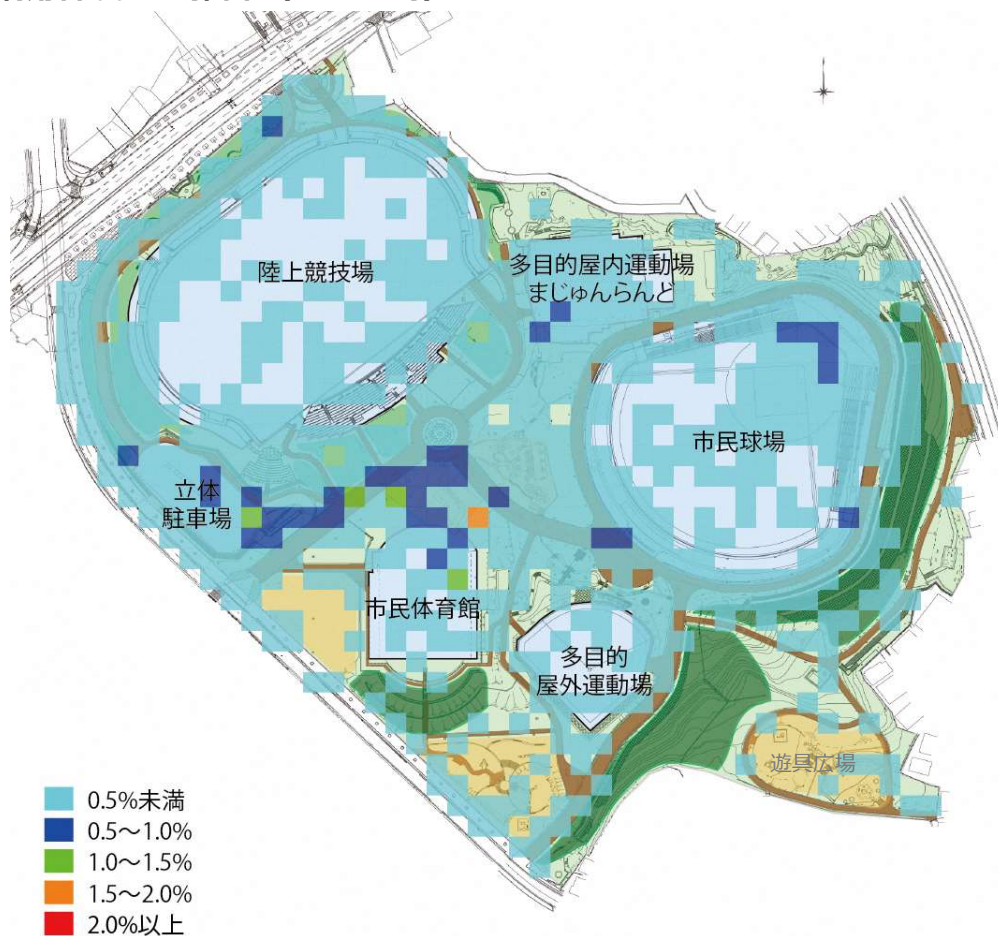 陸上競技場
多目的屋内運動場
まじゅんらんど
市民球場
立体
駐車場
市民体育館
多目的
屋外運動場
遊具広場
0.5%未満
0.5～1.0%
1.0～1.5%
1.5～2.0%
2.0%以上